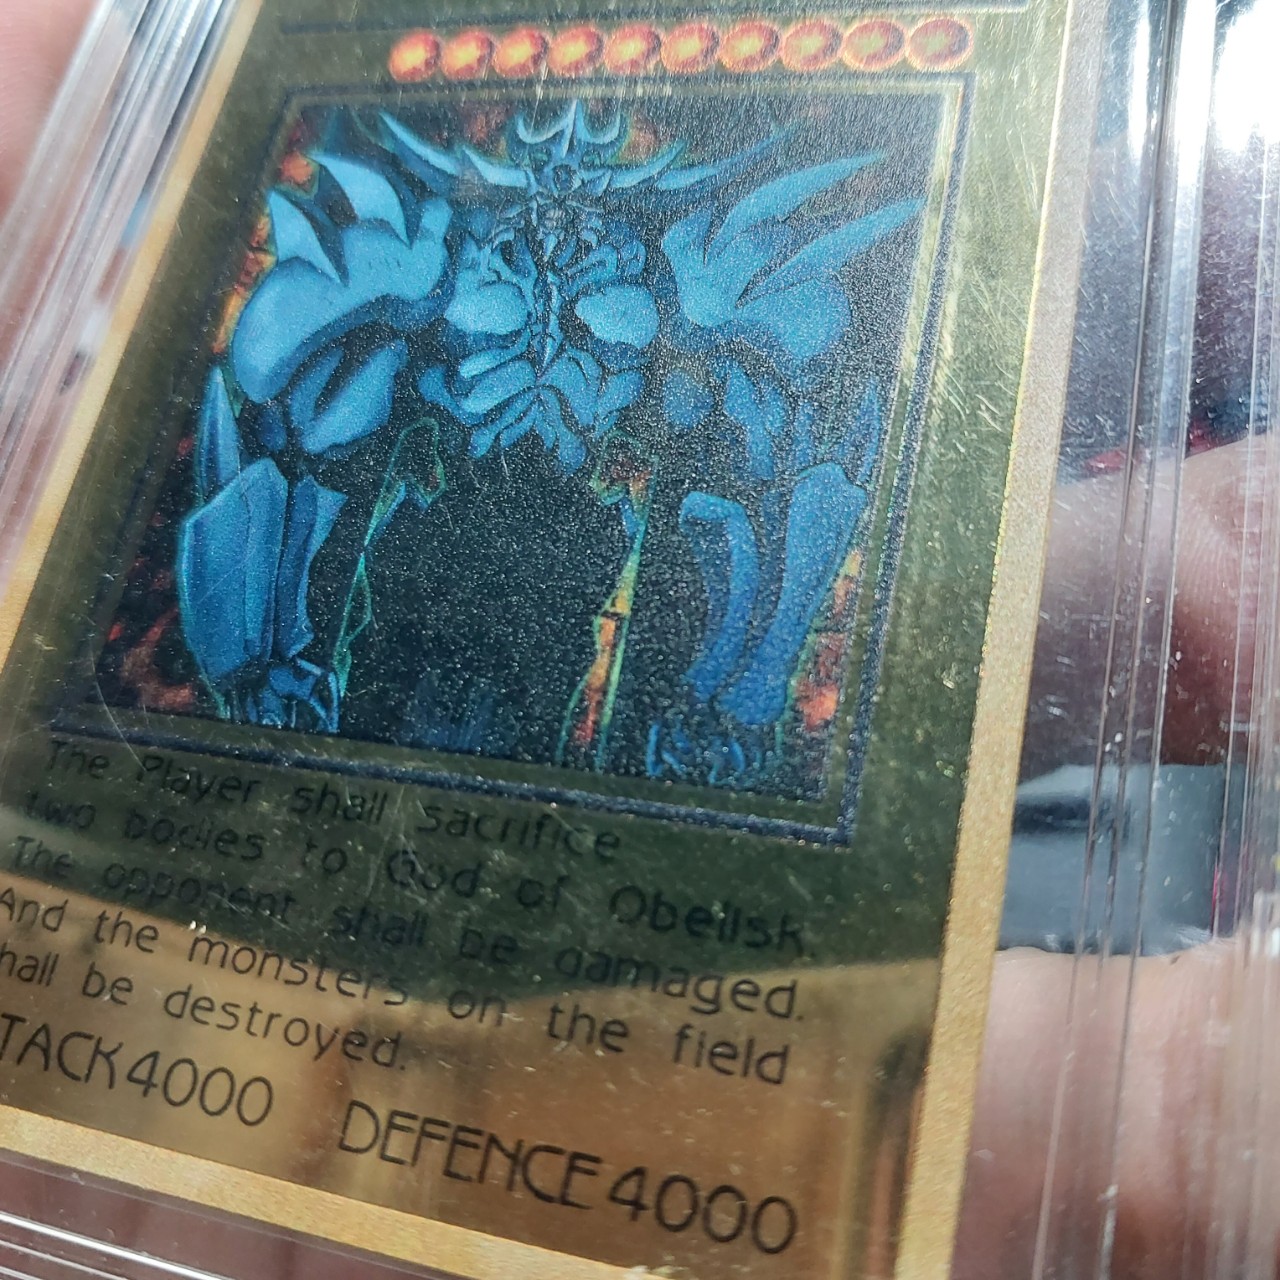 The Player shall sacrifice
two bodies to God of Obelisk.
The opponent shall be damaged.
And the monsters on the field
hall be destroyed.
TACK4000 DEFENCE4000